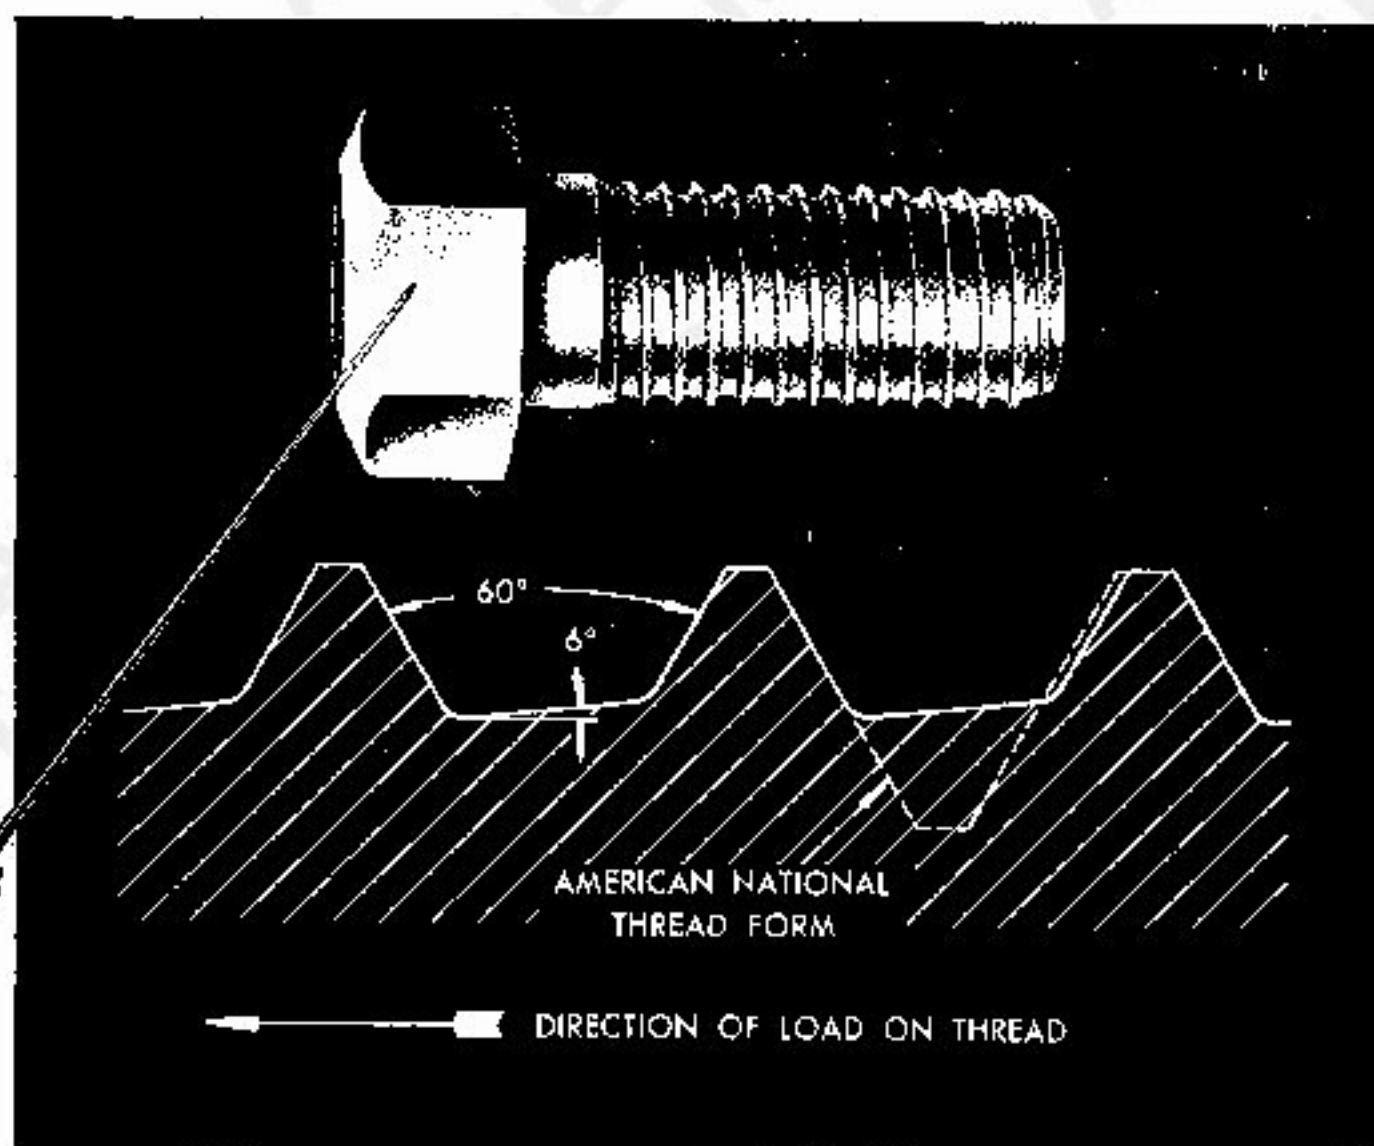 60°
6°
AMERICAN NATIONAL
THREAD FORM
DIRECTION OF LOAD ON THREAD